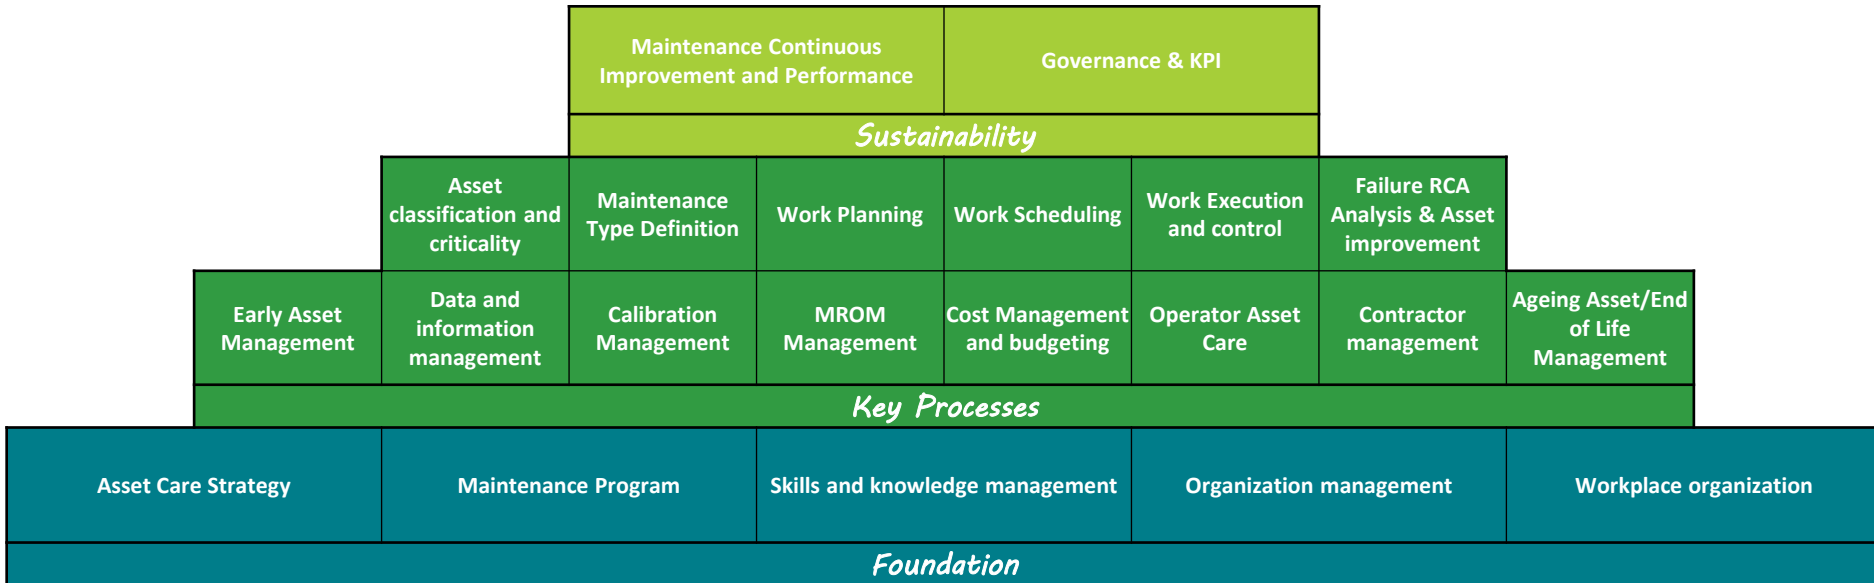 Maintenance Continuous
Improvement and Performance
Governance & KPI
Sustainability
Asset
classification and
criticality
Maintenance
Type Definition
Work Planning
Work Scheduling
Work Execution
and control
Failure RCA
Analysis & Asset
improvement
Early Asset
Management
Data and
information
management
Calibration
Management
MROM
Management
Cost Management
and budgeting
Operator Asset
Care
Contractor
management
Ageing Asset/End
of Life
Management
Key Processes
Asset Care Strategy
Maintenance Program
Skills and knowledge management
Organization management
Workplace organization
Foundation